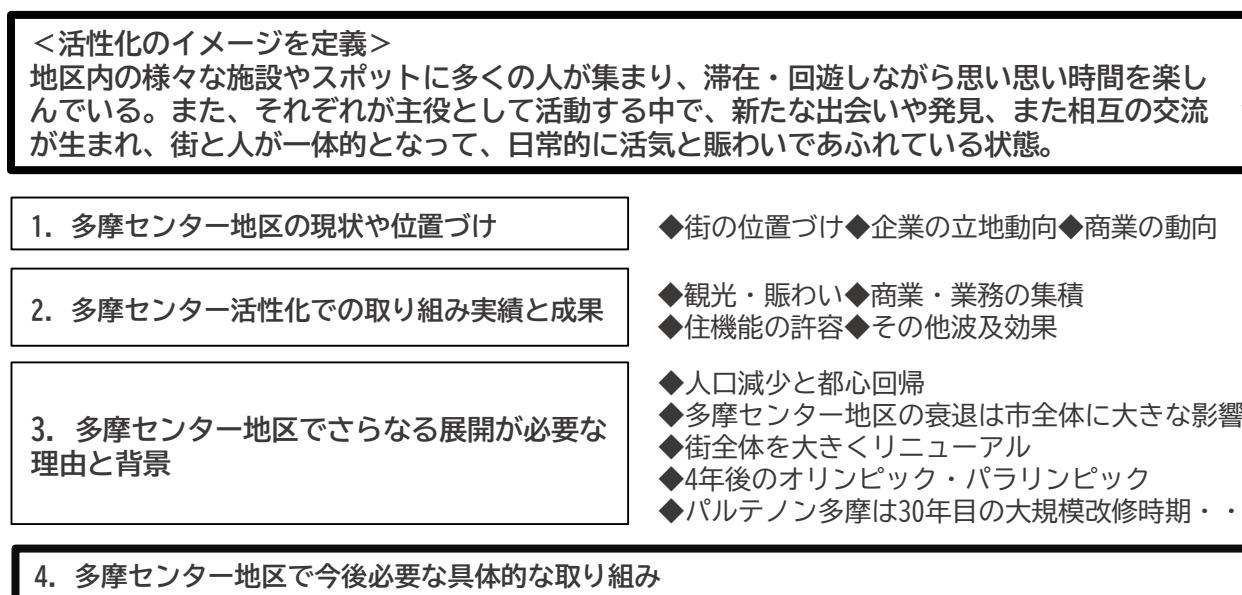 ＜活性化のイメージを定義＞
地区内の様々な施設やスポットに多くの人が集まり、滞在・回遊しながら思い思い時間を楽し
んでいる。また、それぞれが主役として活動する中で、新たな出会いや発見、また相互の交流
が生まれ、街と人が一体的となって、日常的に活気と賑わいであふれている状態。
1. 多摩センター地区の現状や位置づけ
◆街の位置づけ◆企業の立地動向◆商業の動向
2. 多摩センター活性化での取り組み実績と成果
◆観光・賑わい◆商業・業務の集積
◆住機能の許容◆その他波及効果
3. 多摩センター地区でさらなる展開が必要な
理由と背景
◆人口減少と都心回帰
◆多摩センター地区の衰退は市全体に大きな影響
◆街全体を大きくリニューアル
◆4年後のオリンピック・パラリンピック
◆パルテノン多摩は30年目の大規模改修時期・・
4. 多摩センター地区で今後必要な具体的な取り組み